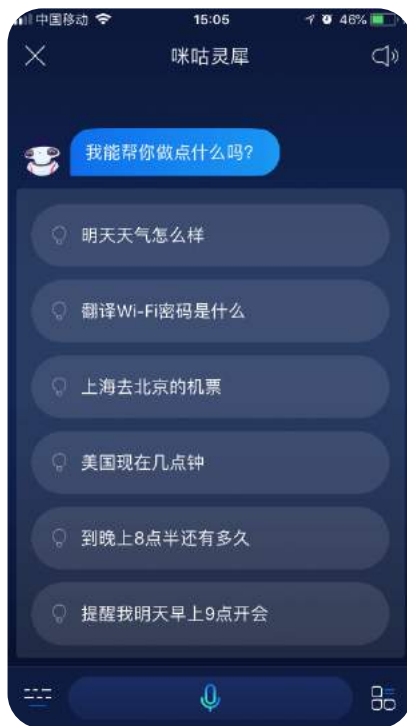 中国移动 15:05 46%
咪咕灵犀
我能帮你做点什么吗?
明天天气怎么样
翻译Wi-Fi密码是什么
上海去北京的机票
美国现在几点钟
到晚上8点半还有多久
提醒我明天早上9点开会